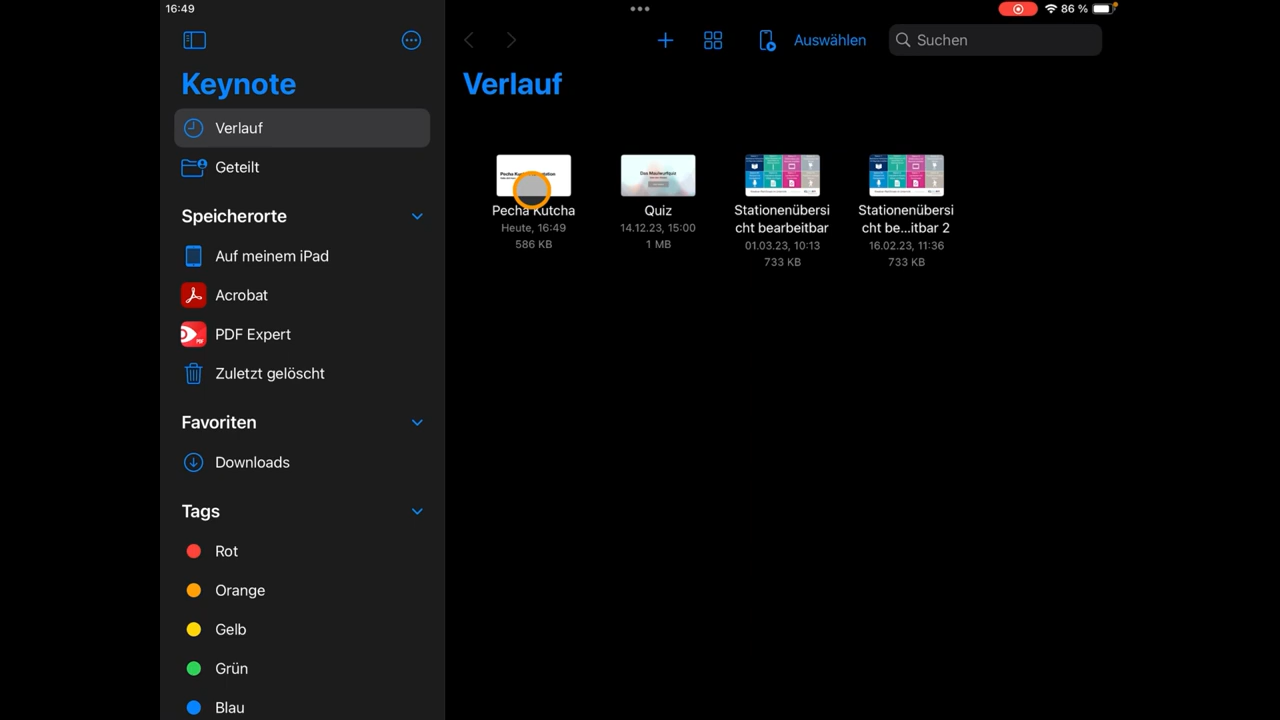 16:49
86 %
Keynote
Verlauf
Geteilt
Speicherorte
Auf meinem iPad
Acrobat
PDF Expert
Zuletzt gelöscht
Favoriten
Downloads
Tags
Rot
Orange
Gelb
Grün
Blau
Auswählen
Suchen
Verlauf
Pecha Kutcha
Heute, 16:49
586 KB
Das Mauleurfquiz
Quiz
14.12.23, 15:00
1 MB
Stationenübersi
cht bearbeitbar
01.03.23, 10:13
733 KB
Stationenübersi
cht be...itbar 2
16.02.23, 11:36
733 KB